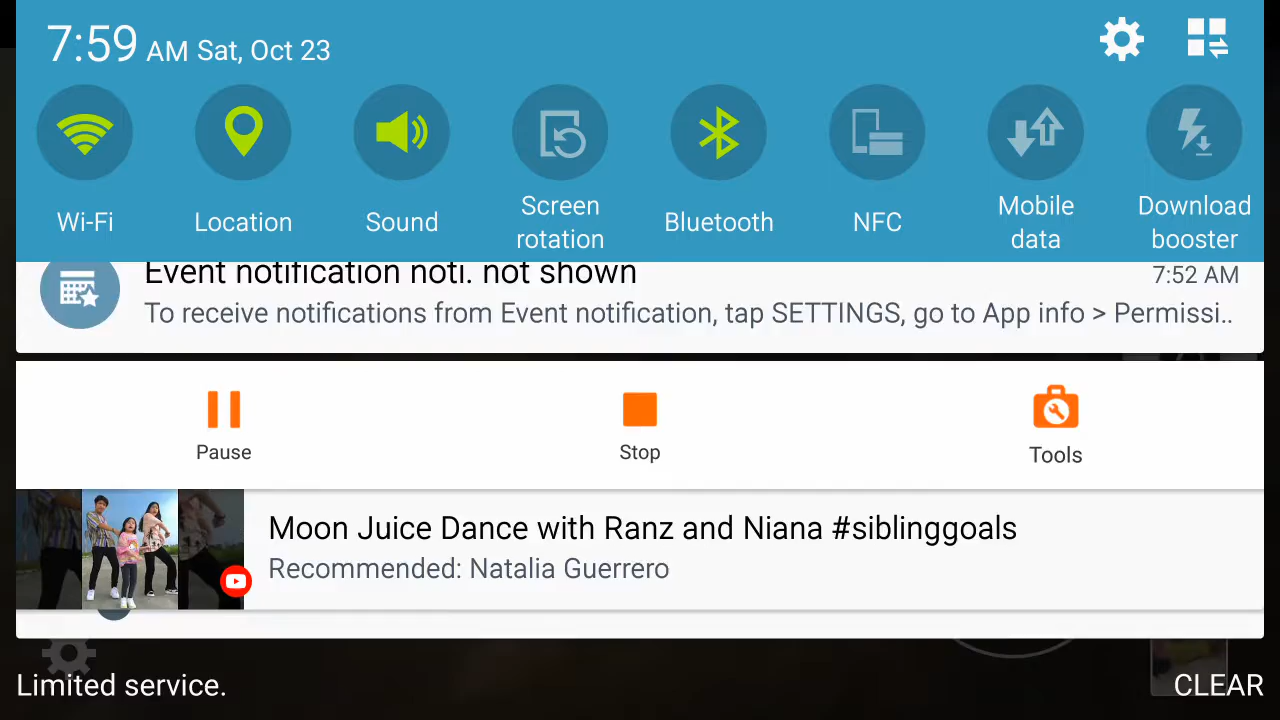 7:59 AM Sat, Oct 23
Wi-Fi
Location
Sound
Screen
rotation
Bluetooth
NFC
Mobile
data
Download
booster
Event notification noti. not shown
7:52 AM
To receive notifications from Event notification, tap SETTINGS, go to App info > Permissi..
Pause
Stop
Tools
Moon Juice Dance with Ranz and Niana #siblinggoals
Recommended: Natalia Guerrero
Limited service.
CLEAR